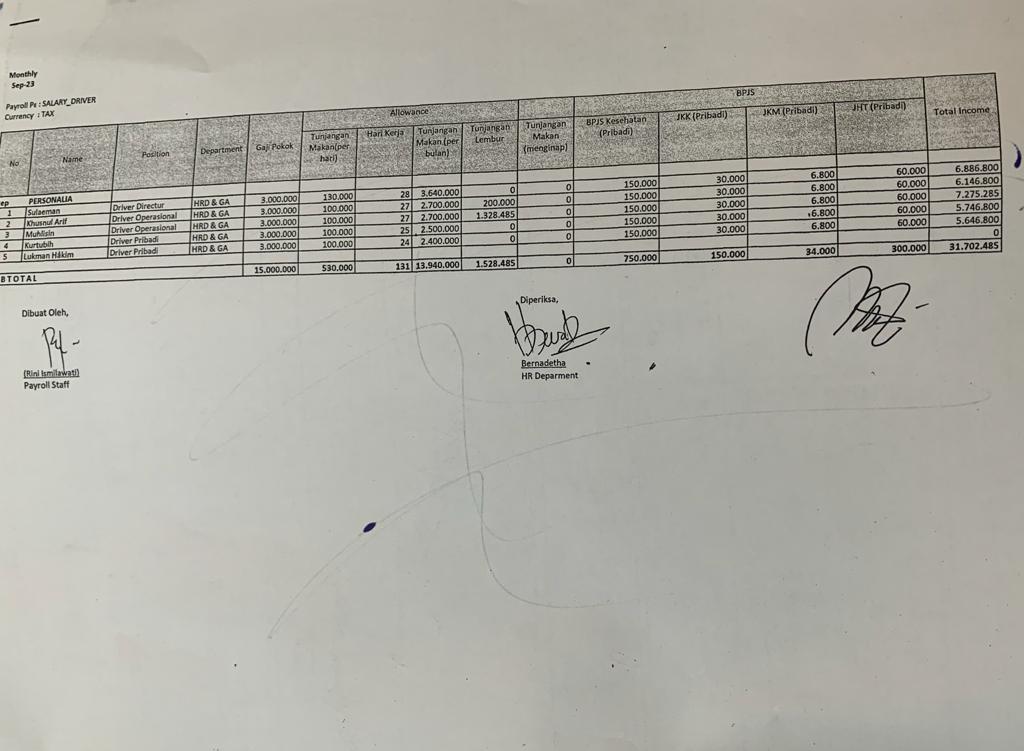 Monthly
Sep-23
Payroll Pe : SALARY_DRIVER
Currency : TAX
No Name Position Department Gaji Pokok Allowance BPJS Total Income
Tunjangan Makan(per hari) Hari Kerja Tunjangan Makan (per bulan) Tunjangan Lembur Tunjangan Makan (menginap) BPJS Kesehatan (Pribadi) JKK (Pribadi) JKM (Pribadi) JHT (Pribadi)
ep PERSONALIA
1 Sulaeman Driver Directur HRD & GA 3.000.000 130.000 28 3.640.000 0 0 150.000 30.000 6.800 60.000 6.886.800
2 Khusnul Arif Driver Operasional HRD & GA 3.000.000 100.000 27 2.700.000 200.000 0 150.000 30.000 6.800 60.000 6.146.800
3 Muhlisin Driver Operasional HRD & GA 3.000.000 100.000 27 2.700.000 1.328.485 0 150.000 30.000 6.800 60.000 7.275.285
4 Kurtubih Driver Pribadi HRD & GA 3.000.000 100.000 25 2.500.000 0 0 150.000 30.000 6.800 60.000 5.746.800
5 Lukman Hakim Driver Pribadi HRD & GA 3.000.000 100.000 24 2.400.000 0 0 150.000 30.000 6.800 60.000 5.646.800
0
BTOTAL 15.000.000 530.000 131 13.940.000 1.528.485 0 750.000 150.000 34.000 300.000 31.702.485
Dibuat Oleh, Diperiksa,
(Rini Ismilawati) Bernadetha
Payroll Staff HR Deparment